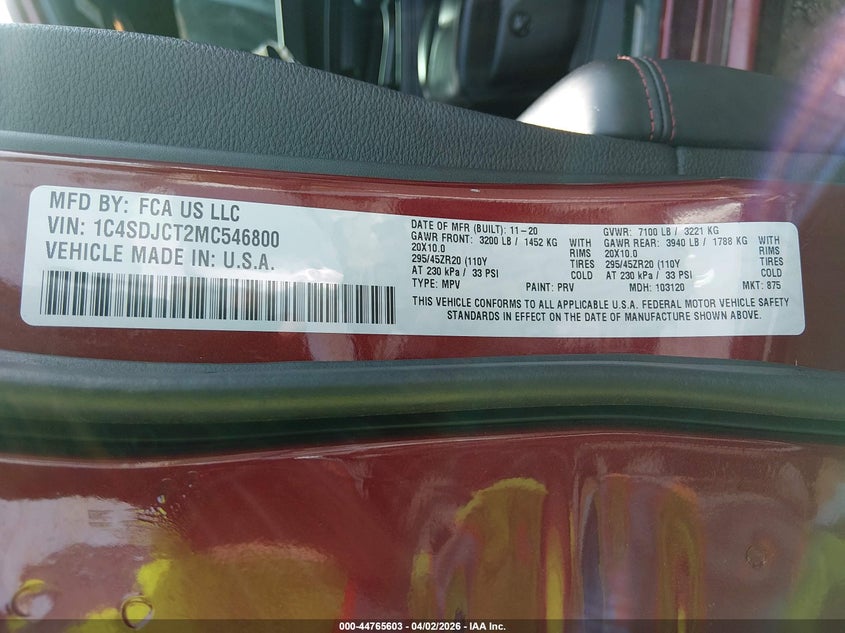 MFD BY: FCA US LLC
VIN: 1C4SDJCT2MC546800
VEHICLE MADE IN: U.S.A.
DATE OF MFR (BUILT): 11-20 GVWR: 7100 LB / 3221 KG
GAWR FRONT: 3200 LB / 1452 KG WITH GAWR REAR: 3940 LB / 1788 KG WITH
20X10.0 RIMS 20X10.0 RIMS
295/45ZR20 (110Y TIRES 295/45ZR20 (110Y TIRES
AT 230 kPa / 33 PSI COLD AT 230 kPa / 33 PSI COLD
TYPE: MPV PAINT: PRV MDH: 103120 MKT: 875
THIS VEHICLE CONFORMS TO ALL APPLICABLE U.S.A. FEDERAL MOTOR VEHICLE SAFETY
STANDARDS IN EFFECT ON THE DATE OF MANUFACTURE SHOWN ABOVE.
000-44765603 - 04/02/2026 - IAA Inc.